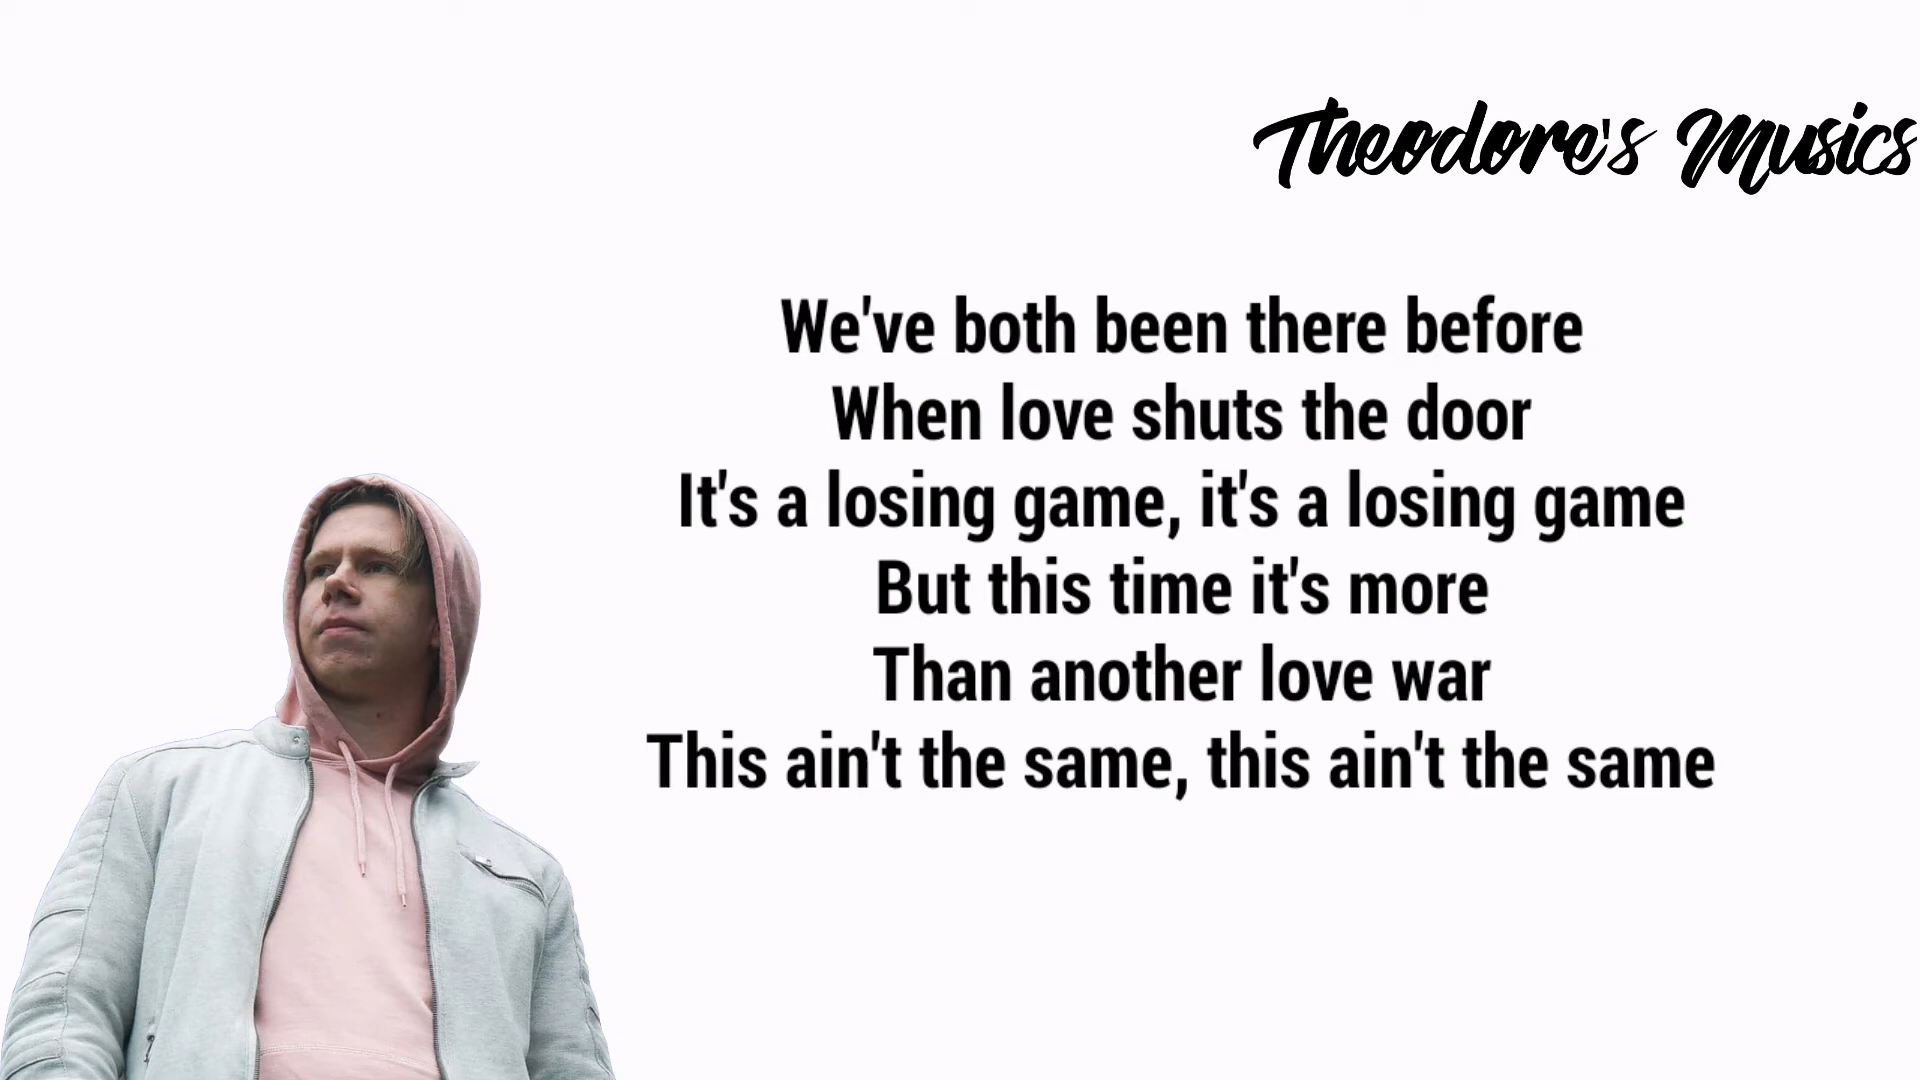 Theodore's Musics
We've both been there before
When love shuts the door
It's a losing game, it's a losing game
But this time it's more
Than another love war
This ain't the same, this ain't the same